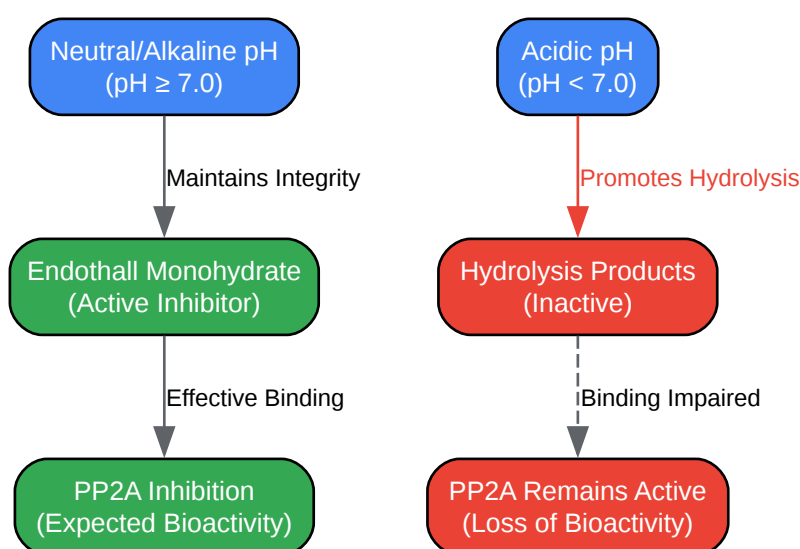 Neutral/Alkaline pH
(pH ≥ 7.0)
Acidic pH
(pH < 7.0)
Maintains Integrity
Promotes Hydrolysis
Endothall Monohydrate
(Active Inhibitor)
Hydrolysis Products
(Inactive)
Effective Binding
Binding Impaired
PP2A Inhibition
(Expected Bioactivity)
PP2A Remains Active
(Loss of Bioactivity)